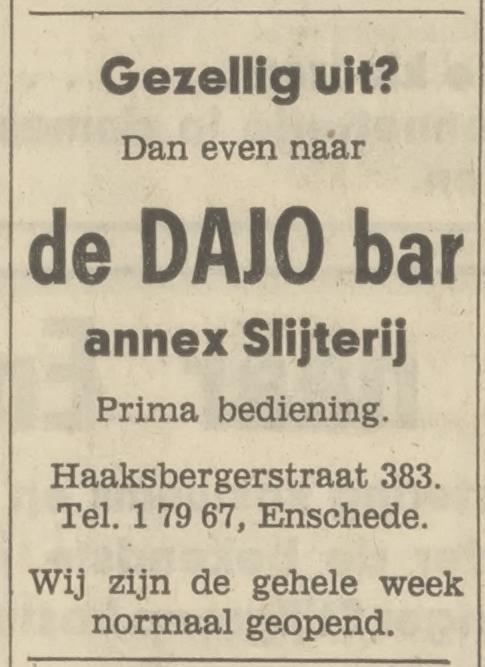 Gezellig uit?
Dan even naar
de DAJO bar
annex Slijterij
Prima bediening.
Haaksbergerstraat 383.
Tel. 1 79 67, Enschede.
Wij zijn de gehele week
normaal geopend.